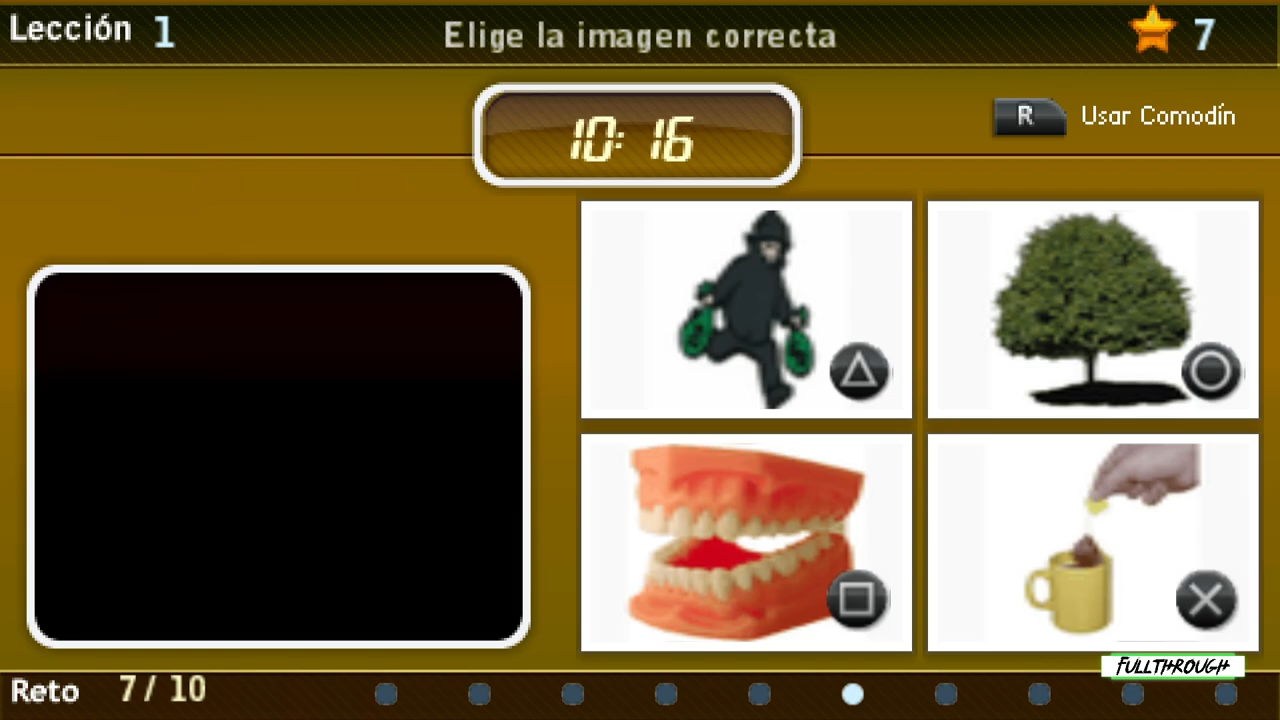 Lección 1
Elige la imagen correcta
7
10:16
R Usar Comodín
FULLTHROUGH
Reto 7 / 10